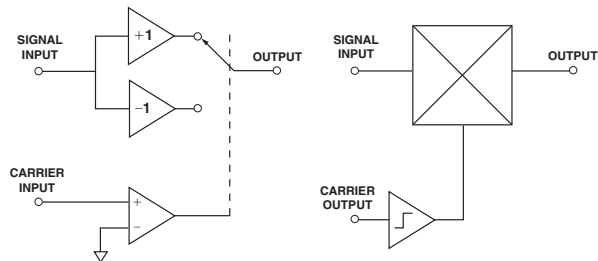 SIGNAL
INPUT
+1
−1
OUTPUT
CARRIER
INPUT
+
−
SIGNAL
INPUT
OUTPUT
CARRIER
OUTPUT